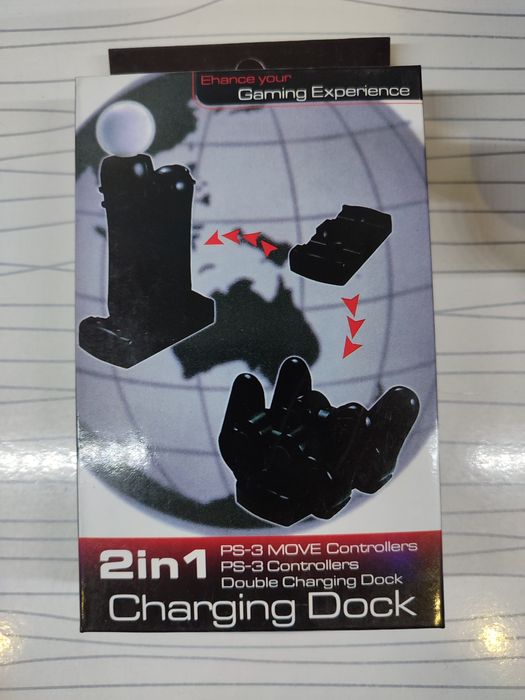 Ehance your
Gaming Experience
2in1
PS-3 MOVE Controllers
PS-3 Controllers
Double Charging Dock
Charging Dock